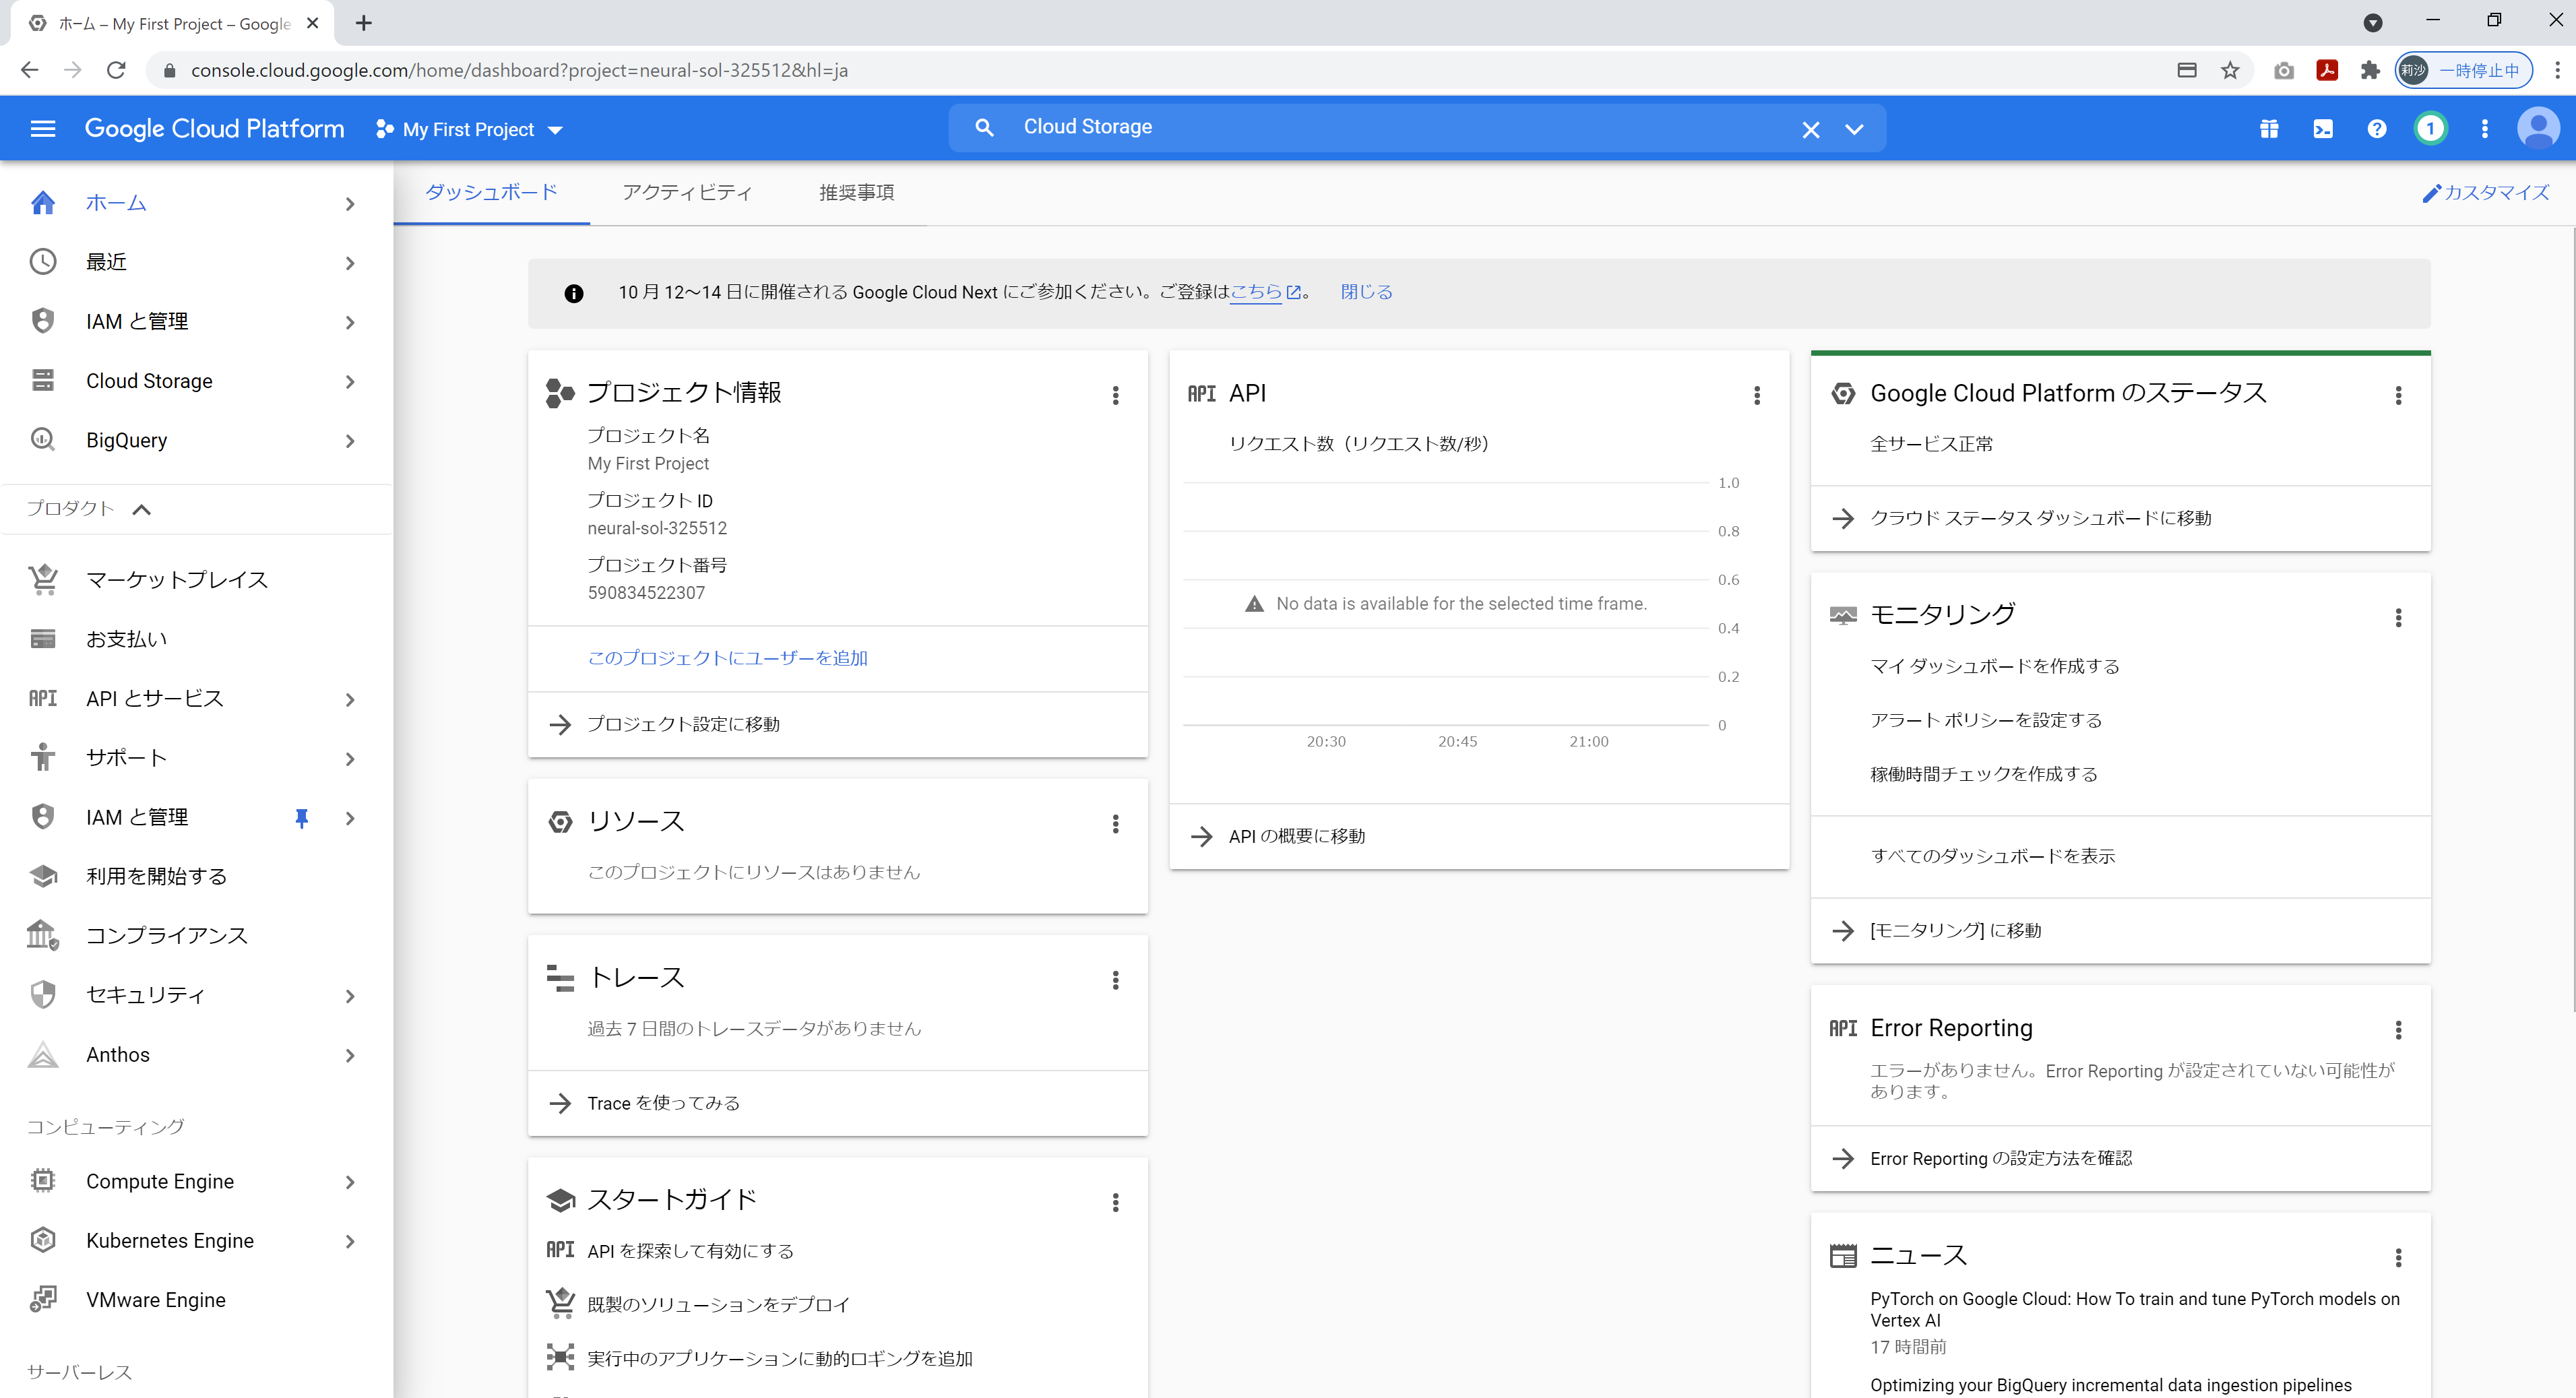 ホーム – My First Project – Google
console.cloud.google.com/home/dashboard?project=neural-sol-325512&hl=ja
莉沙 一時停止中
Google Cloud Platform
My First Project
Cloud Storage
1
ホーム
最近
IAM と管理
Cloud Storage
BigQuery
プロダクト
マーケットプレイス
お支払い
API API とサービス
サポート
IAM と管理
利用を開始する
コンプライアンス
セキュリティ
Anthos
コンピューティング
Compute Engine
Kubernetes Engine
VMware Engine
サーバーレス
ダッシュボード アクティビティ 推奨事項
カスタマイズ
10 月 12～14 日に開催される Google Cloud Next にご参加ください。ご登録はこちら。 閉じる
プロジェクト情報
プロジェクト名
My First Project
プロジェクト ID
neural-sol-325512
プロジェクト番号
590834522307
このプロジェクトにユーザーを追加
プロジェクト設定に移動
リソース
このプロジェクトにリソースはありません
トレース
過去 7 日間のトレースデータがありません
Trace を使ってみる
スタートガイド
API API を探索して有効にする
既製のソリューションをデプロイ
実行中のアプリケーションに動的ロギングを追加
API API
リクエスト数（リクエスト数/秒）
1.0
0.8
0.6
No data is available for the selected time frame.
0.4
0.2
0
20:30 20:45 21:00
API の概要に移動
Google Cloud Platform のステータス
全サービス正常
クラウド ステータス ダッシュボードに移動
モニタリング
マイ ダッシュボードを作成する
アラート ポリシーを設定する
稼働時間チェックを作成する
すべてのダッシュボードを表示
[モニタリング] に移動
API Error Reporting
エラーがありません。Error Reporting が設定されていない可能性が
あります。
Error Reporting の設定方法を確認
ニュース
PyTorch on Google Cloud: How To train and tune PyTorch models on
Vertex AI
17 時間前
Optimizing your BigQuery incremental data ingestion pipelines